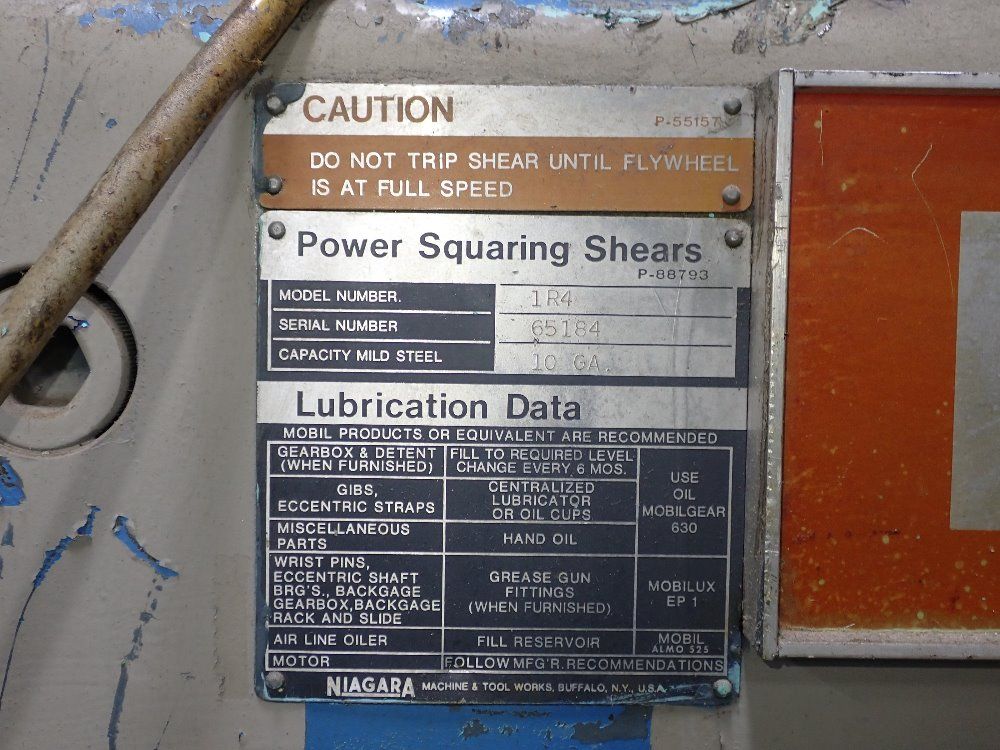 CAUTION
P-55157
DO NOT TRIP SHEAR UNTIL FLYWHEEL
IS AT FULL SPEED
Power Squaring Shears
P-88793
MODEL NUMBER. 1R4
SERIAL NUMBER 65184
CAPACITY MILD STEEL 10 GA.
Lubrication Data
MOBIL PRODUCTS OR EQUIVALENT ARE RECOMMENDED
GEARBOX & DETENT
(WHEN FURNISHED)
FILL TO REQUIRED LEVEL
CHANGE EVERY 6 MOS.
USE
OIL
MOBILGEAR
630
GIBS,
ECCENTRIC STRAPS
CENTRALIZED
LUBRICATOR
OR OIL CUPS
MISCELLANEOUS
PARTS
HAND OIL
WRIST PINS,
ECCENTRIC SHAFT
BRG'S., BACKGAGE
GEARBOX, BACKGAGE
RACK AND SLIDE
GREASE GUN
FITTINGS
(WHEN FURNISHED)
MOBILUX
EP 1
AIR LINE OILER
FILL RESERVOIR
MOBIL
ALMO 525
MOTOR
FOLLOW MFG'R. RECOMMENDATIONS
NIAGARA MACHINE & TOOL WORKS, BUFFALO, N.Y., U.S.A.